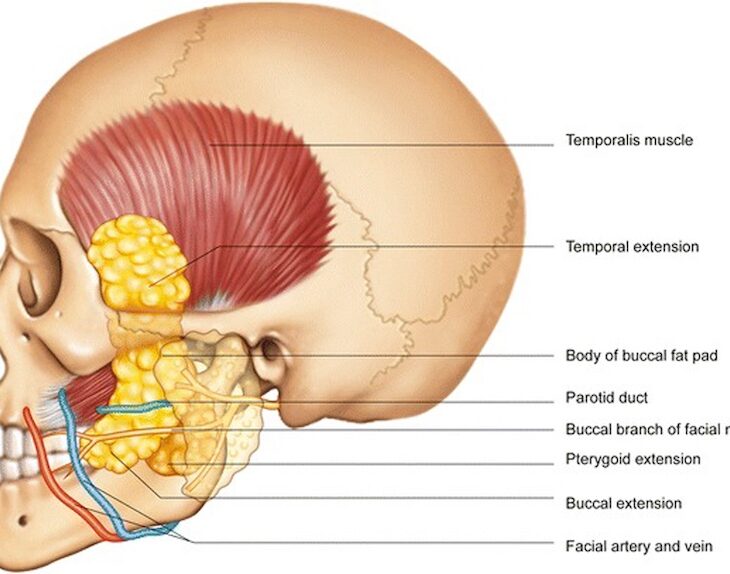 Temporalis muscle
Temporal extension
Body of buccal fat pad
Parotid duct
Buccal branch of facial
Pterygoid extension
Buccal extension
Facial artery and vein